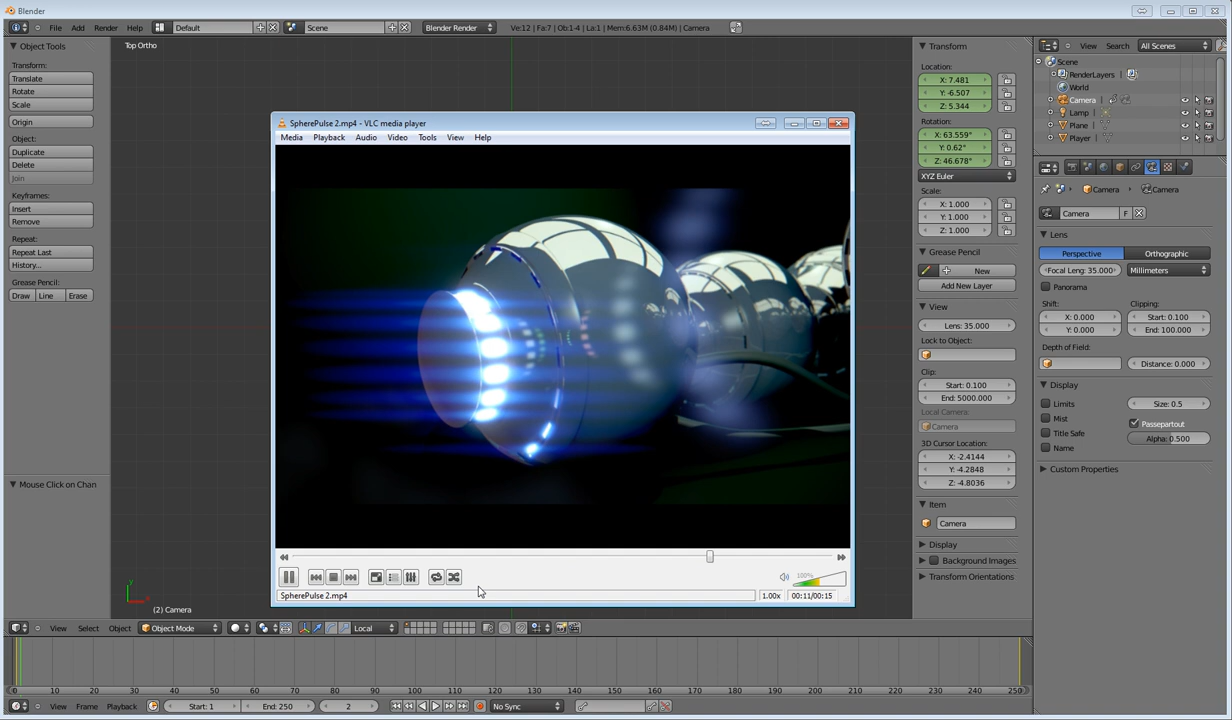 Blender
File Add Render Help Default Scene Blender Render Ve:12 | Fa:7 | Ob:1-4 | La:1 | Mem:6.63M (0.84M) | Camera
Object Tools
Transform:
Translate
Rotate
Scale
Origin
Object:
Duplicate
Delete
Join
Keyframes:
Insert
Remove
Repeat:
Repeat Last
History...
Grease Pencil:
Draw Line Erase
Mouse Click on Chan
Top Ortho
(2) Camera
SpherePulse 2.mp4 - VLC media player
Media Playback Audio Video Tools View Help
100%
SpherePulse 2.mp4 1.00x 00:11/00:15
Transform
Location:
X: 7.481
Y: -6.507
Z: 5.344
Rotation:
X: 63.559°
Y: 0.62°
Z: 46.678°
XYZ Euler
Scale:
X: 1.000
Y: 1.000
Z: 1.000
Grease Pencil
New
Add New Layer
View
Lens: 35.000
Lock to Object:
Clip:
Start: 0.100
End: 5000.000
Local Camera:
Camera
3D Cursor Location:
X: -2.4144
Y: -4.2848
Z: -4.8036
Item
Camera
Display
Background Images
Transform Orientations
View Search All Scenes
Scene
RenderLayers
World
Camera
Lamp
Plane
Player
Camera Camera
Camera F
Lens
Perspective Orthographic
Focal Len: 35.000 Millimeters
Panorama
Shift: Clipping:
X: 0.000 Start: 0.100
Y: 0.000 End: 100.000
Depth of Field:
Distance: 0.000
Display
Limits Size: 0.5
Mist Passepartout
Title Safe Alpha: 0.500
Name
Custom Properties
View Select Object Object Mode Local
0 10 20 30 40 50 60 70 80 90 100 110 120 130 140 150 160 170 180 190 200 210 220 230 240 250
View Frame Playback Start: 1 End: 250 2 No Sync